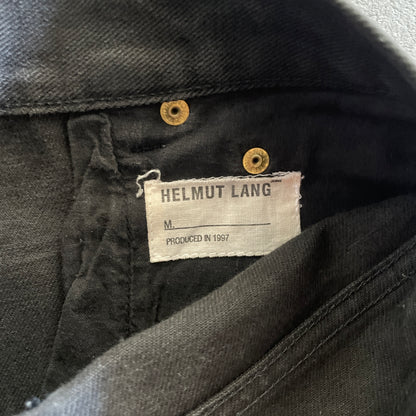 HELMUT LANG
M.
PRODUCED IN 1997